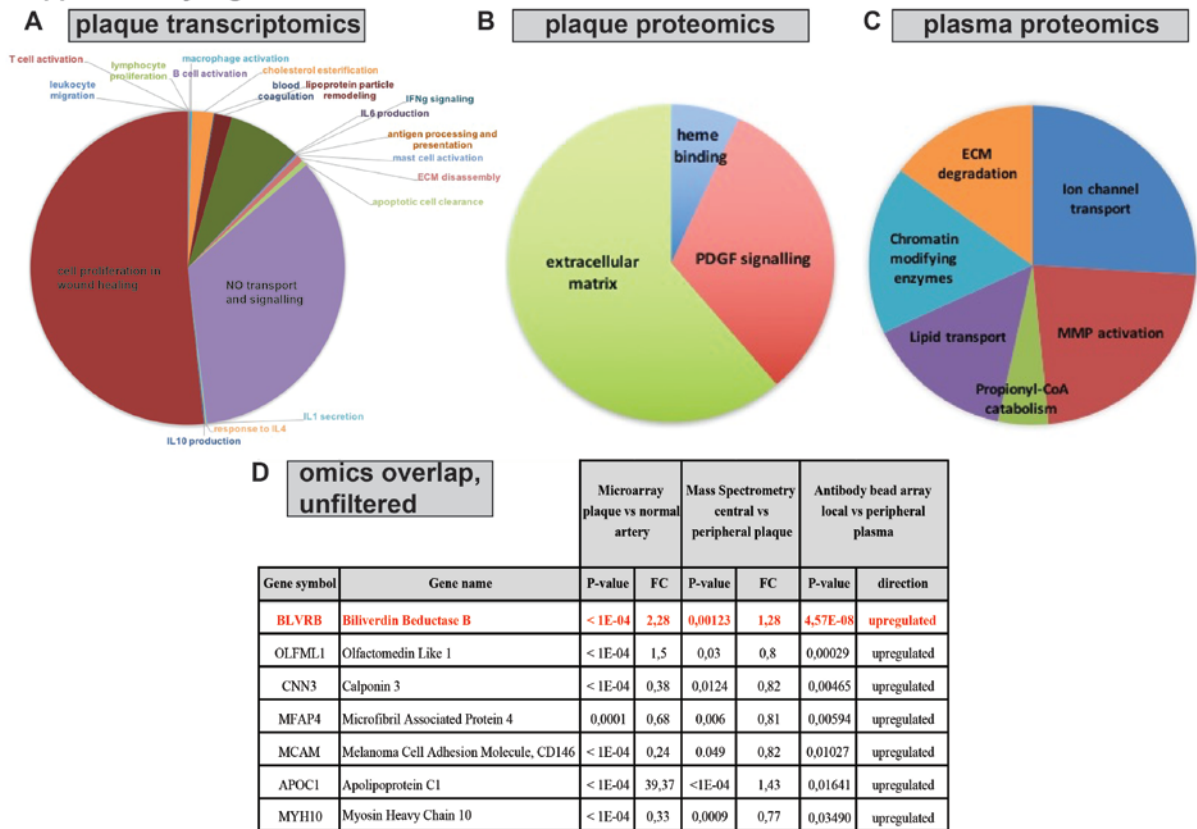 A plaque transcriptomics
T cell activation
lymphocyte
proliferation
macrophage activation
B cell activation
cholesterol esterification
leukocyte
migration
blood
coagulation
lipoprotein particle
remodeling
IFNg signaling
IL6 production
antigen processing and
presentation
mast cell activation
ECM disassembly
apoptotic cell clearance
cell proliferation in
wound healing
NO transport
and signalling
IL1 secretion
response to IL4
IL10 production
B plaque proteomics
heme
binding
PDGF signalling
extracellular
matrix
C plasma proteomics
ECM
degradation
Ion channel
transport
Chromatin
modifying
enzymes
Lipid transport
MMP activation
Propionyl-CoA
catabolism
D omics overlap,
unfiltered
Microarray
plaque vs normal
artery
Mass Spectrometry
central vs
peripheral plaque
Antibody bead array
local vs peripheral
plasma
Gene symbol Gene name P-value FC P-value FC P-value direction
BLVRB Biliverdin Beductase B < 1E-04 2,28 0,00123 1,28 4,57E-08 upregulated
OLFML1 Olfactomedin Like 1 < 1E-04 1,5 0,03 0,8 0,00029 upregulated
CNN3 Calponin 3 < 1E-04 0,38 0,0124 0,82 0,00465 upregulated
MFAP4 Microfibril Associated Protein 4 0,0001 0,68 0,006 0,81 0,00594 upregulated
MCAM Melanoma Cell Adhesion Molecule, CD146 < 1E-04 0,24 0.049 0,82 0,01027 upregulated
APOC1 Apolipoprotein C1 < 1E-04 39,37 <1E-04 1,43 0,01641 upregulated
MYH10 Myosin Heavy Chain 10 < 1E-04 0,33 0,0009 0,77 0,03490 upregulated